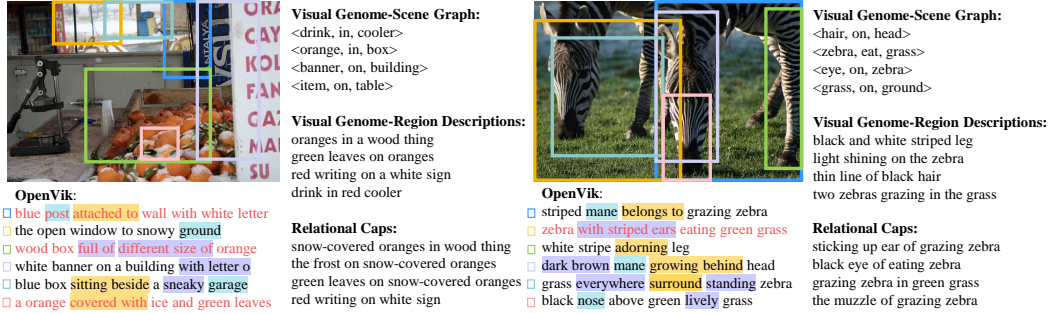 ORA
CAY
KOL
FAN
GAZ
MA
SU
ANTALYA
Visual Genome-Scene Graph:
<drink, in, cooler>
<orange, in, box>
<banner, on, building>
<item, on, table>
Visual Genome-Region Descriptions:
oranges in a wood thing
green leaves on oranges
red writing on a white sign
drink in red cooler
Relational Caps:
snow-covered oranges in wood thing
the frost on snow-covered oranges
green leaves on snow-covered oranges
red writing on white sign
OpenVik:
blue post attached to wall with white letter
the open window to snowy ground
wood box full of different size of orange
white banner on a building with letter o
blue box sitting beside a sneaky garage
a orange covered with ice and green leaves
Visual Genome-Scene Graph:
<hair, on, head>
<zebra, eat, grass>
<eye, on, zebra>
<grass, on, ground>
Visual Genome-Region Descriptions:
black and white striped leg
light shining on the zebra
thin line of black hair
two zebras grazing in the grass
Relational Caps:
sticking up ear of grazing zebra
black eye of eating zebra
grazing zebra in green grass
the muzzle of grazing zebra
OpenVik:
striped mane belongs to grazing zebra
zebra with striped ears eating green grass
white stripe adorning leg
dark brown mane growing behind head
grass everywhere surround standing zebra
black nose above green lively grass